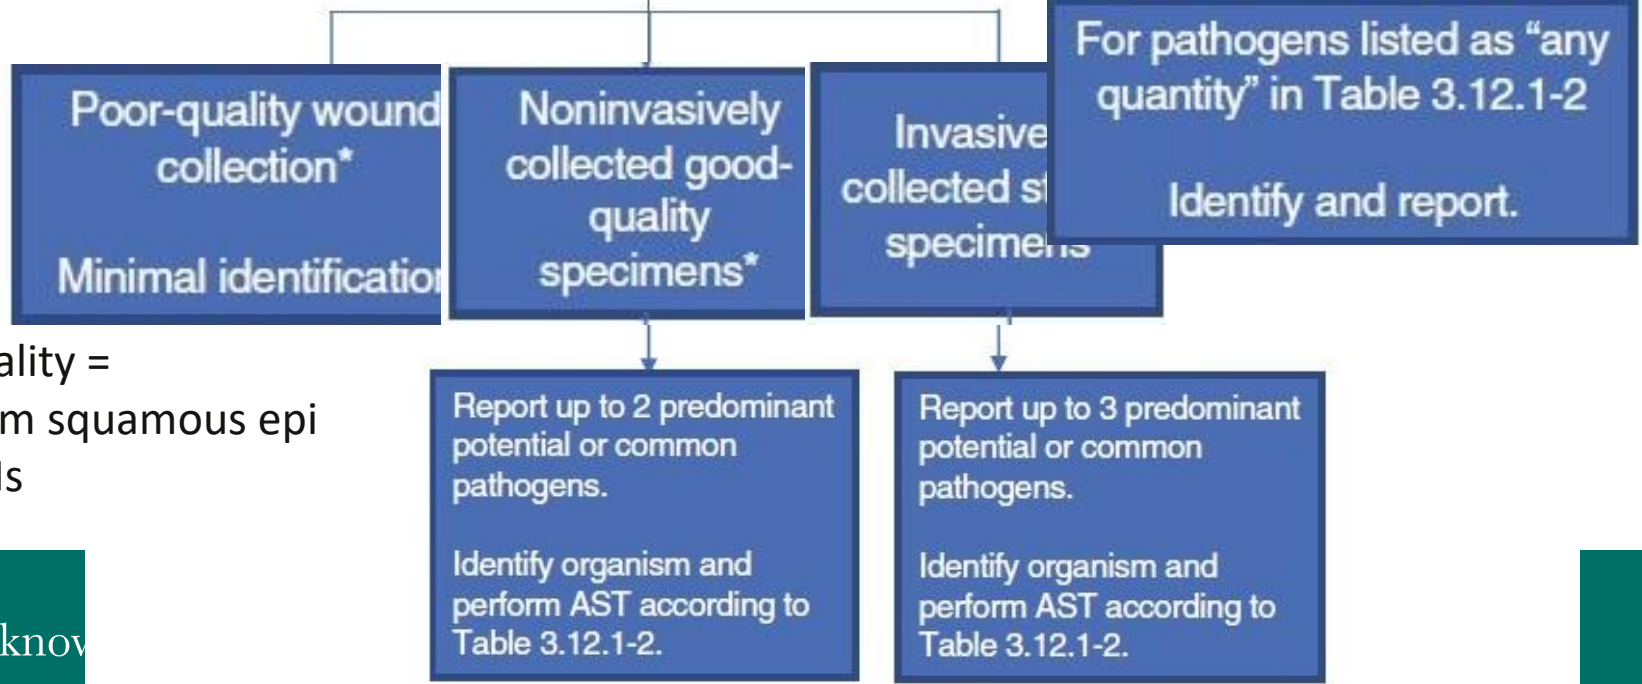 Poor-quality wound
collection*
Minimal identification
Noninvasively
collected good-
quality
specimens*
Invasive
collected
specimens
For pathogens listed as “any
quantity” in Table 3.12.1-2
Identify and report.
ality =
m squamous epi
ls
Report up to 2 predominant
potential or common
pathogens.
Identify organism and
perform AST according to
Table 3.12.1-2.
Report up to 3 predominant
potential or common
pathogens.
Identify organism and
perform AST according to
Table 3.12.1-2.
know